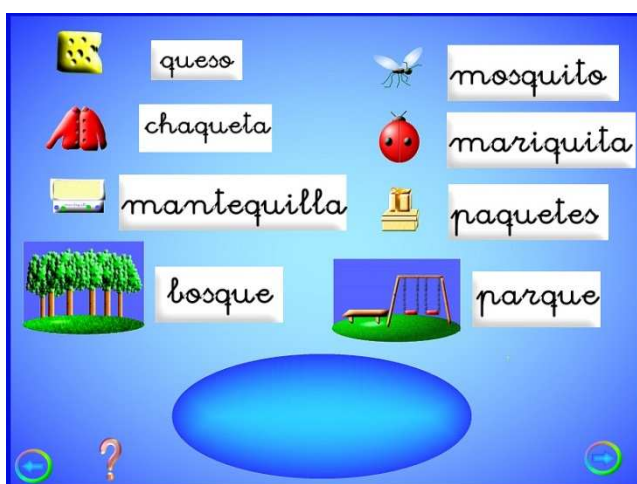 queso
mosquito
chaqueta
mariquita
mantequilla
paquetes
bosque
parque
?